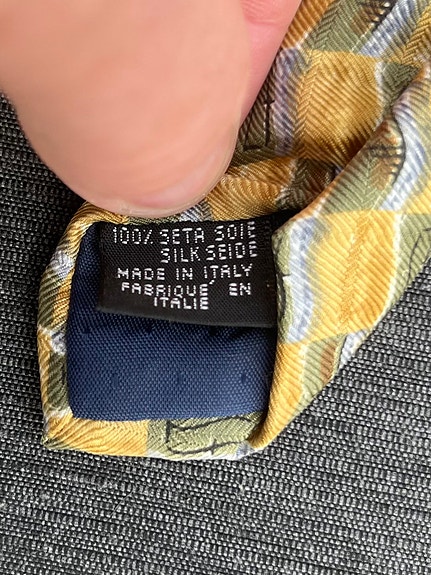 100% SETA SOIE
SILK SEIDE
MADE IN ITALY
FABRIQUE' EN
ITALIE